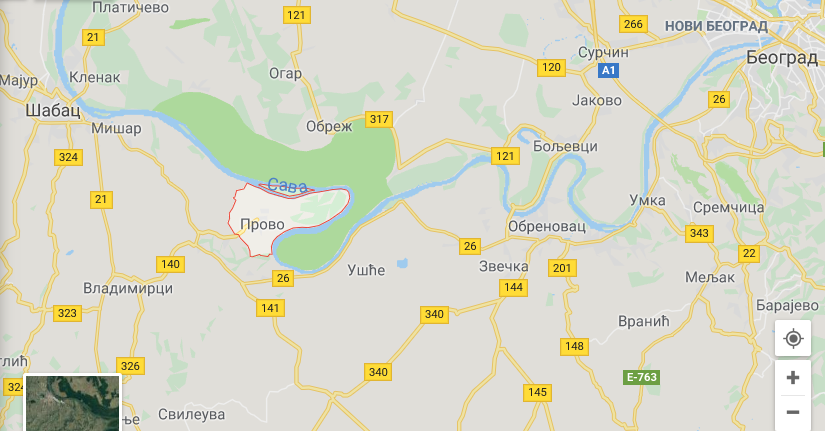 Платичево
121
266
НОВИ БЕОГРАД
21
Сурчин
Београд
Мајур
Кленак
Огар
120
A1
Јаково
26
Шабац
Мишар
Обреж
317
324
121
Бољевци
Сава
21
Умка
Сремчица
Прово
Обреновац
343
26
22
140
Ушће
Звечка
201
26
Мељак
Владимирци
144
141
323
340
Барајево
Вранић
148
326
340
E-763
324
145
Свилеува